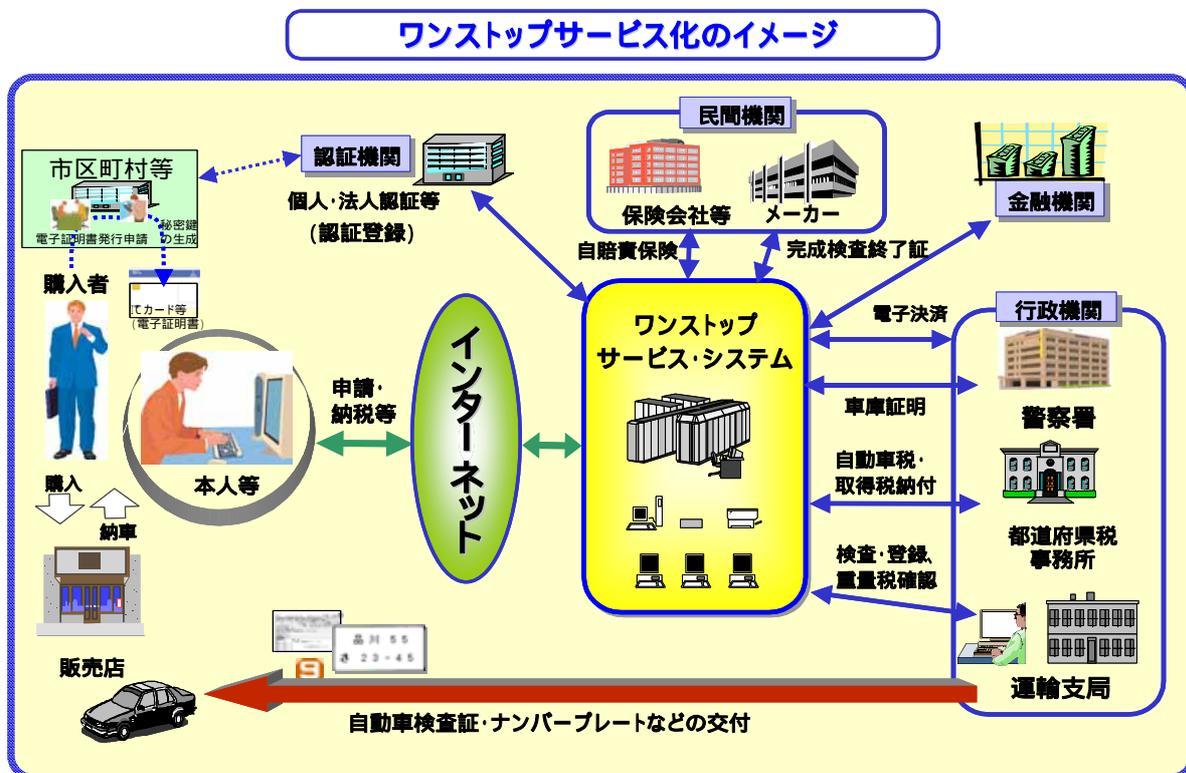 ワンストップサービス化のイメージ
民間機関
保険会社等
メーカー
認証機関
個人・法人認証等
(認証登録)
市区町村等
電子証明書発行申請
秘密鍵
の生成
金融機関
自賠責保険
完成検査終了証
購入者
カード等
(電子証明書)
ワンストップ
サービス・システム
電子決済
行政機関
警察署
車庫証明
インターネット
申請・
納税等
本人等
自動車税・
取得税納付
都道府県税
事務所
購入
納車
検査・登録、
重量税確認
運輸支局
販売店
品川 55
23-45
9
自動車検査証・ナンバープレートなどの交付